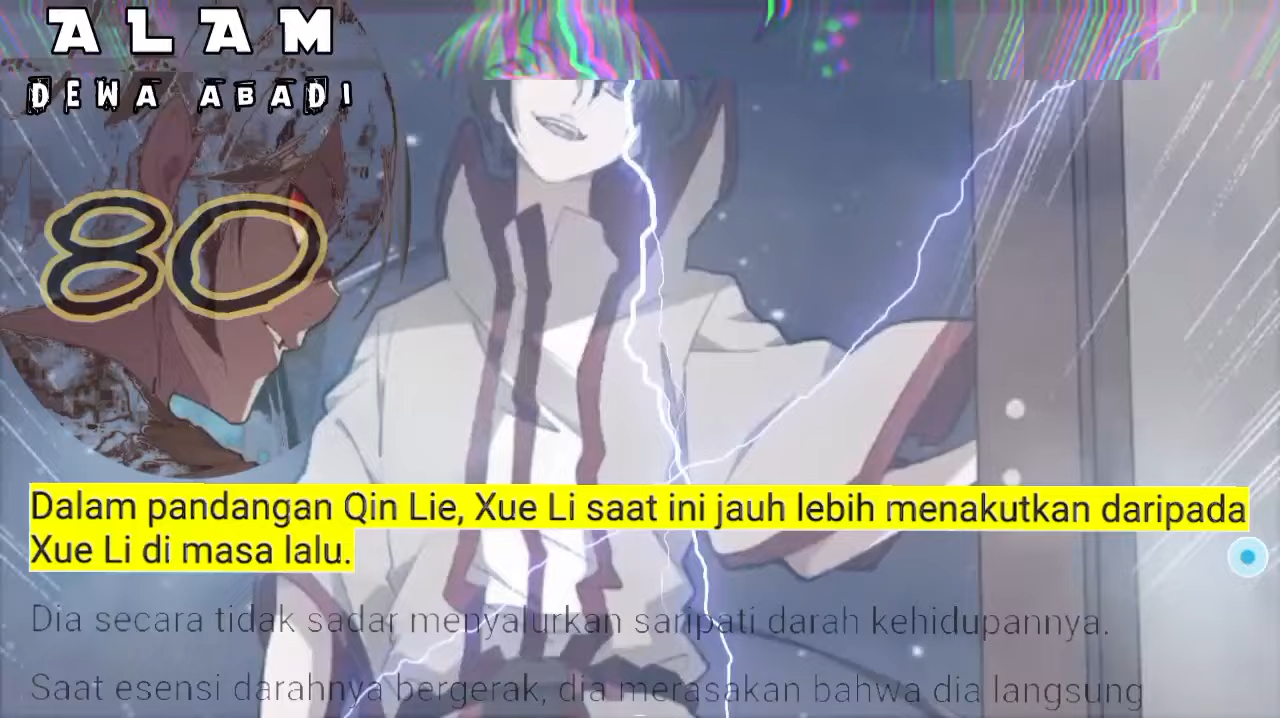 ALAM
DEWA ABADI
80
Dalam pandangan Qin Lie, Xue Li saat ini jauh lebih menakutkan daripada
Xue Li di masa lalu.
Dia secara tidak sadar menyalurkan saripati darah kehidupannya.
Saat esensi darahnya bergerak, dia merasakan bahwa dia langsung